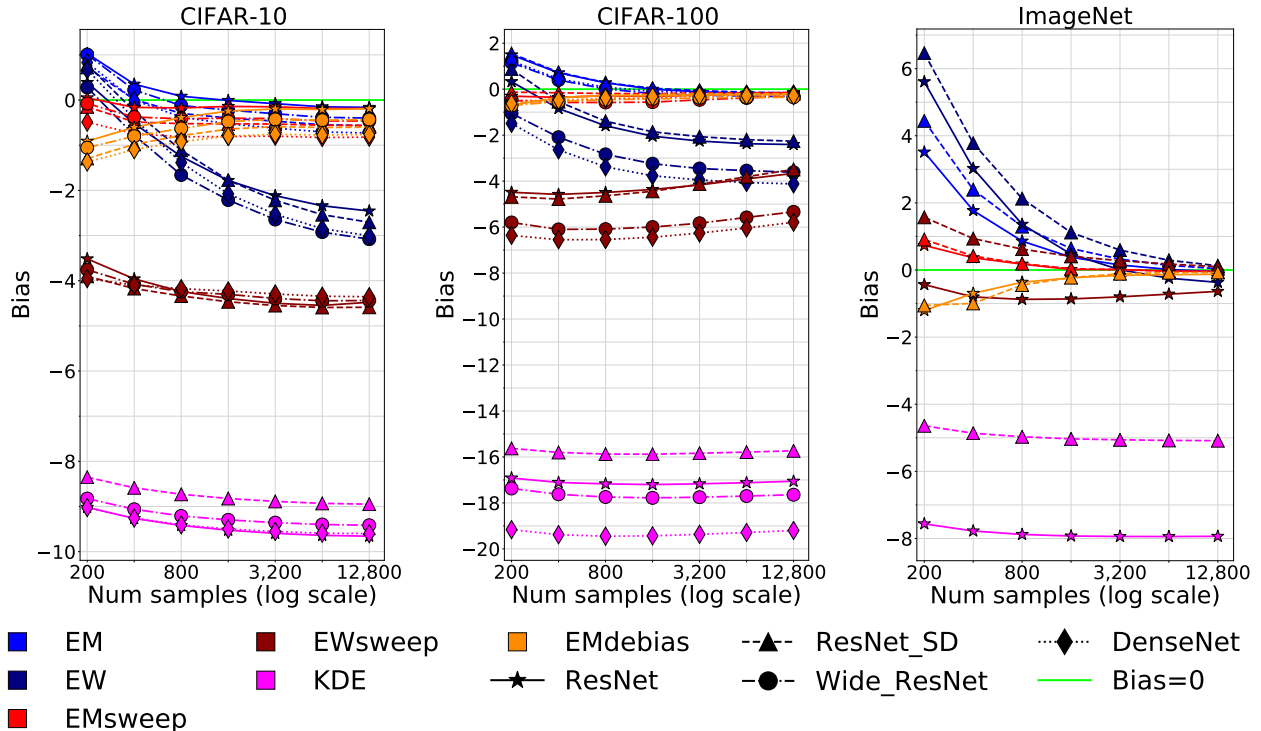 CIFAR-10
CIFAR-100
ImageNet
Bias
0
−2
−4
−6
−8
−10
200
800
3,200
12,800
Num samples (log scale)
Bias
2
0
−2
−4
−6
−8
−10
−12
−14
−16
−18
−20
200
800
3,200
12,800
Num samples (log scale)
Bias
6
4
2
0
−2
−4
−6
−8
200
800
3,200
12,800
Num samples (log scale)
EM
EWsweep
EMdebias
ResNet_SD
DenseNet
EW
KDE
ResNet
Wide_ResNet
Bias=0
EMsweep